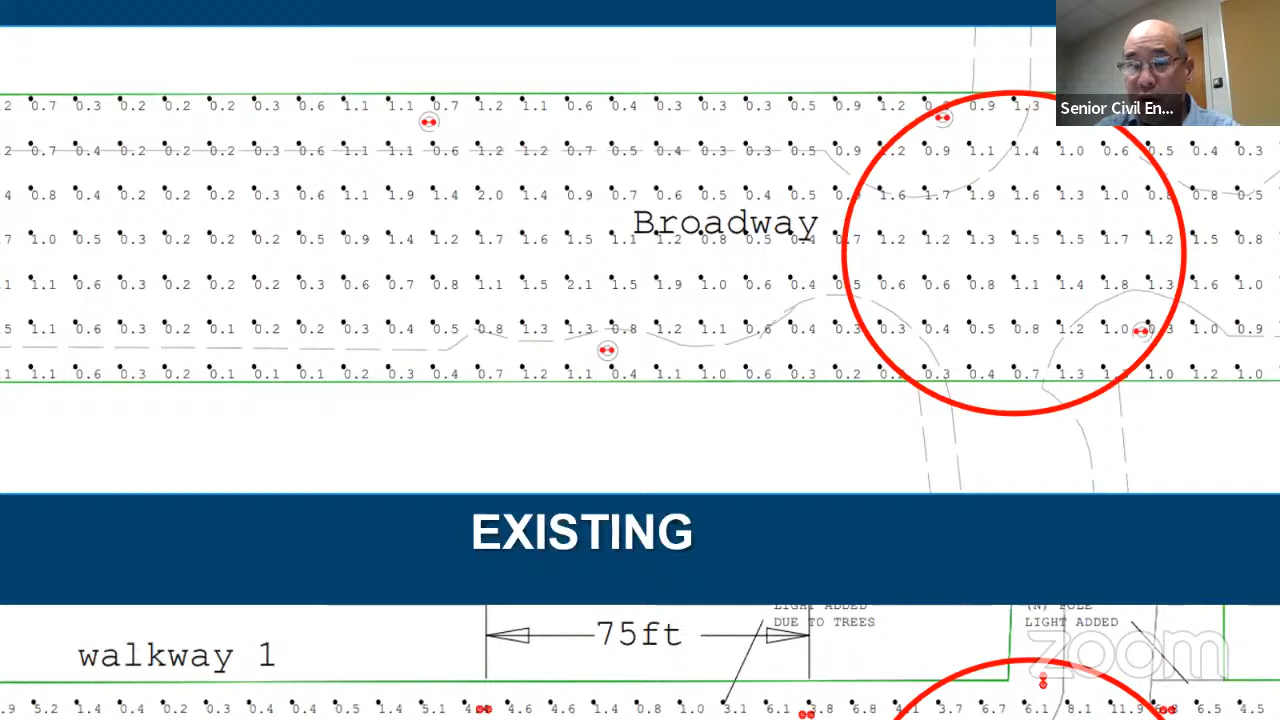 Senior Civil En...
2 0.7 0.3 0.2 0.2 0.2 0.3 0.6 1.1 1.1 0.7 1.2 1.1 0.6 0.4 0.3 0.3 0.3 0.5 0.9 1.2 0.9 1.3
2 0.7 0.4 0.2 0.2 0.2 0.3 0.6 1.1 1.1 0.6 1.2 1.2 0.7 0.5 0.4 0.3 0.3 0.5 0.9 1.2 0.9 1.1 1.4 1.0 0.6 0.5 0.4 0.3
4 0.8 0.4 0.2 0.2 0.2 0.3 0.6 1.1 1.9 1.4 2.0 1.4 0.9 0.7 0.6 0.5 0.4 0.5 1.6 1.7 1.9 1.6 1.3 1.0 0.8 0.8 0.5
Broadway
7 1.0 0.5 0.3 0.2 0.2 0.2 0.5 0.9 1.4 1.2 1.7 1.6 1.5 1.1 1.2 0.8 0.5 0.4 0.7 1.2 1.2 1.3 1.5 1.5 1.7 1.2 1.5 0.8
1 1.1 0.6 0.3 0.2 0.2 0.2 0.3 0.6 0.8 0.7 1.1 1.5 2.1 1.5 1.9 1.0 0.6 0.4 0.5 0.6 0.6 0.8 1.1 1.4 1.8 1.3 1.6 1.0
5 1.1 0.6 0.3 0.2 0.1 0.2 0.2 0.3 0.4 0.5 0.8 1.3 1.3 0.8 1.2 1.1 0.6 0.4 0.3 0.3 0.4 0.5 0.8 1.2 1.0 1.0 0.9
1 1.1 0.6 0.3 0.2 0.1 0.1 0.1 0.2 0.3 0.4 0.7 1.2 1.1 0.4 1.1 1.0 0.6 0.3 0.2 0.3 0.4 0.7 1.3 1.0 1.2 1.0
EXISTING
LIGHT ADDED
DUE TO TREES
(N) POLE
LIGHT ADDED
75ft
walkway 1
zoom
.9 5.2 1.4 0.4 0.2 0.3 0.4 0.4 0.5 1.4 5.1 4.6 4.6 1.4 0.8 1.0 3.1 6.1 3.8 6.8 3.7 6.7 6.1 8.1 11.9 6.5 4.5